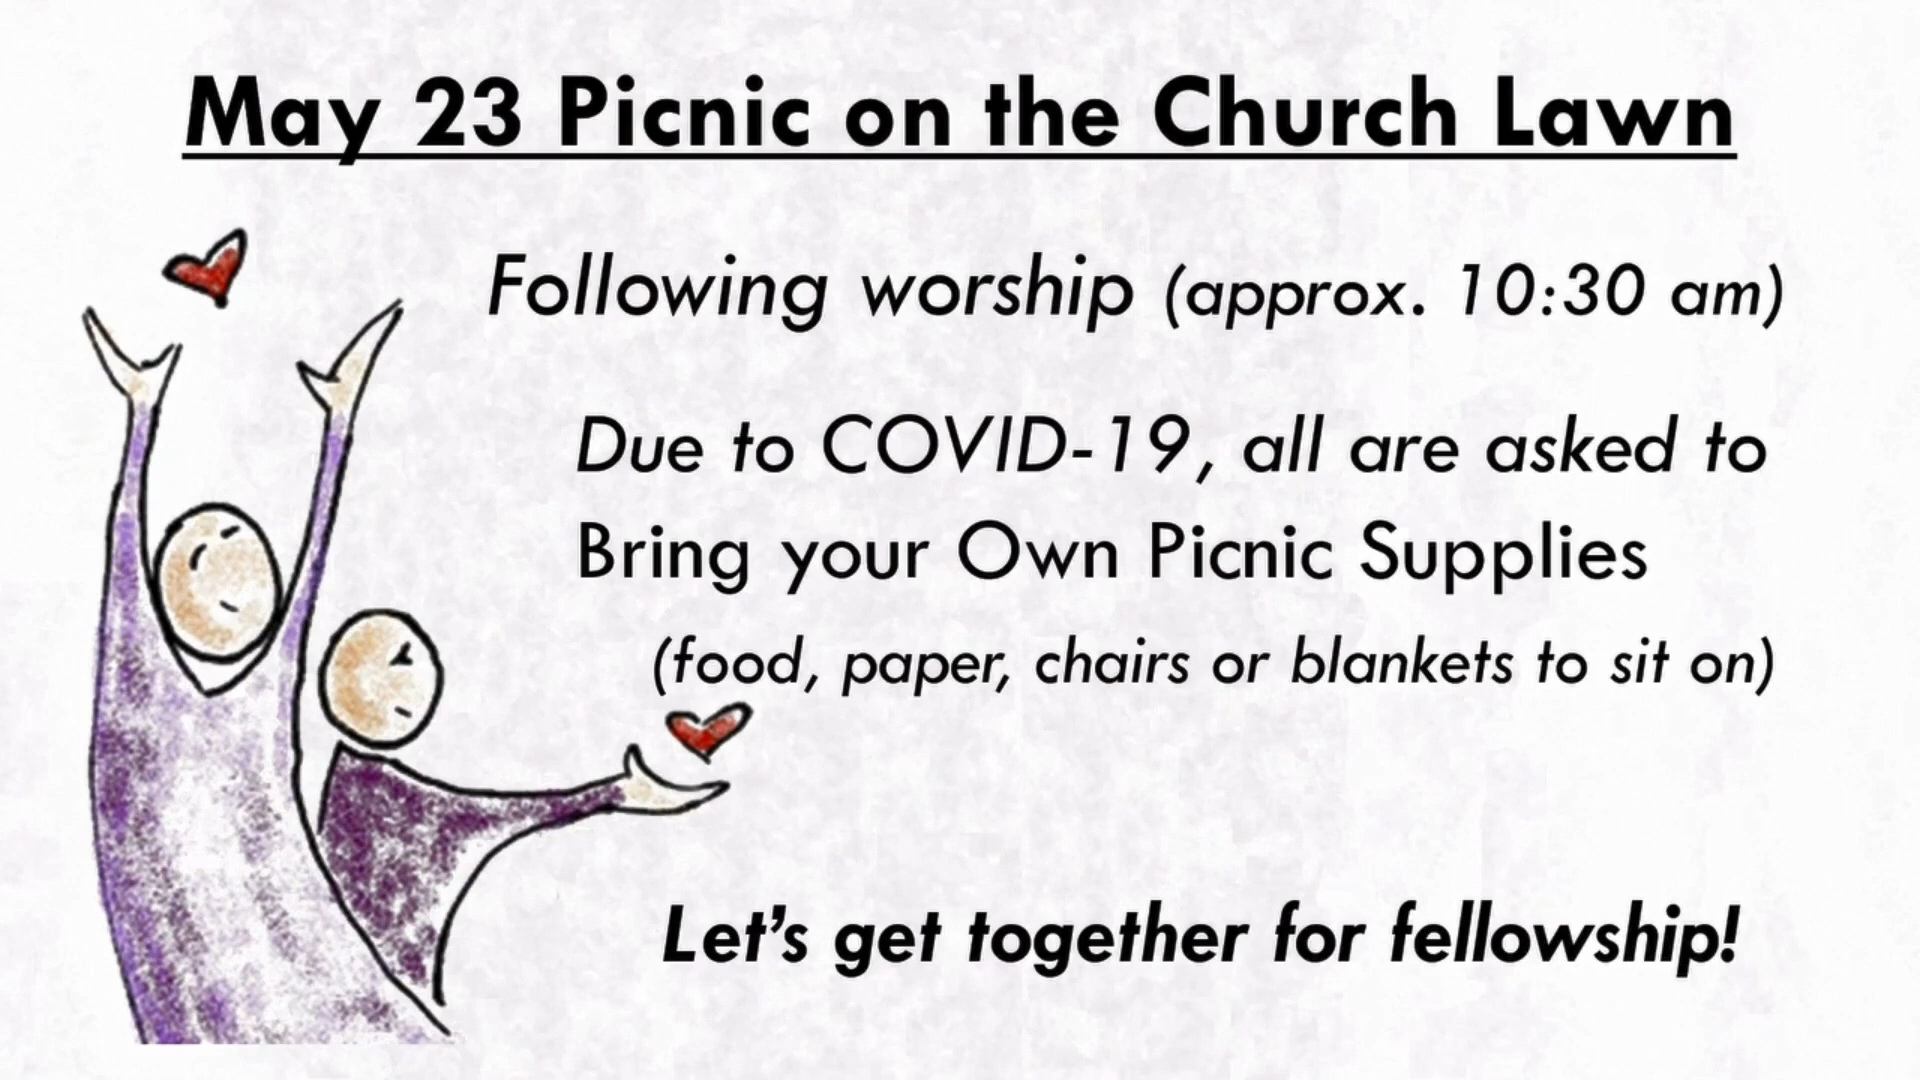 May 23 Picnic on the Church Lawn
Following worship (approx. 10:30 am)
Due to COVID-19, all are asked to
Bring your Own Picnic Supplies
(food, paper, chairs or blankets to sit on)
Let’s get together for fellowship!